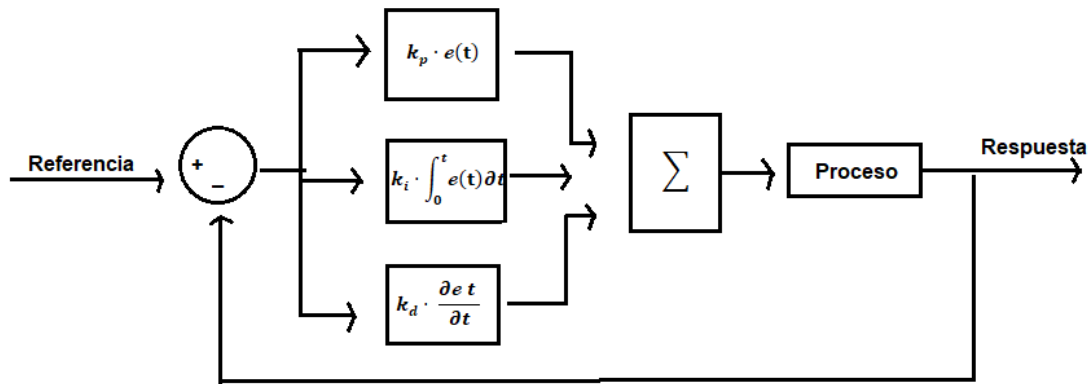 k_p · e(t)
Referencia
+
−
k_i · ∫_0^t e(t)∂t
∑
Proceso
Respuesta
k_d · ∂e t / ∂t